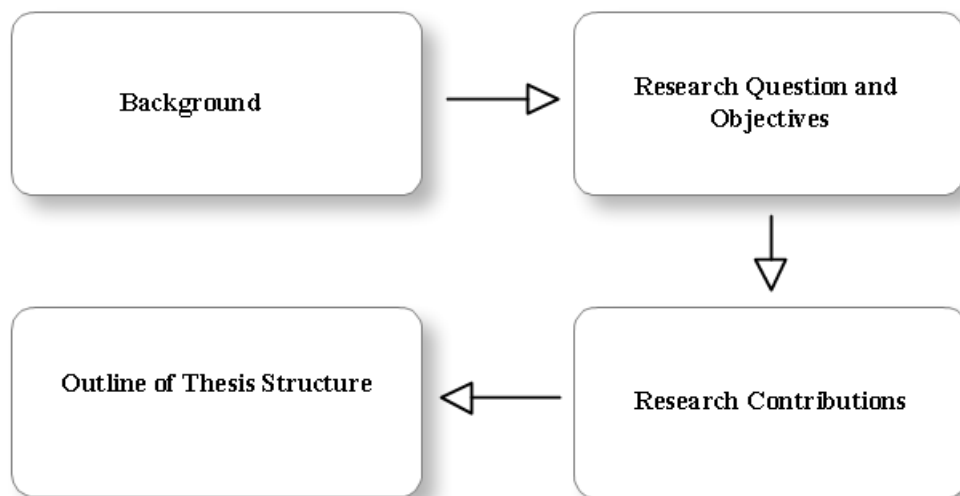 Background
Research Question and
Objectives
Research Contributions
Outline of Thesis Structure